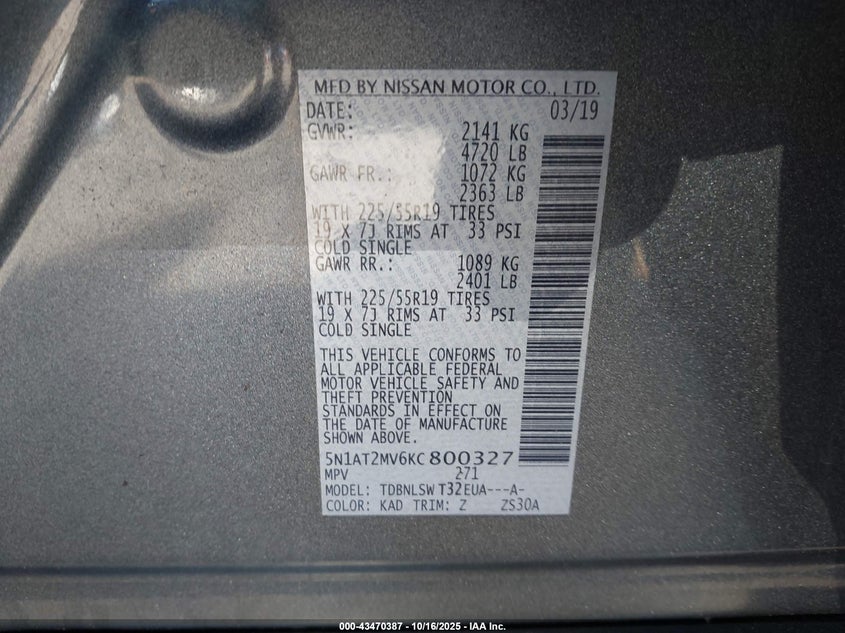 MFD BY NISSAN MOTOR CO., LTD.
DATE: 03/19
GVWR: 2141 KG
4720 LB
GAWR FR.: 1072 KG
2363 LB
WITH 225/55R19 TIRES
19 X 7J RIMS AT 33 PSI
COLD SINGLE
GAWR RR.: 1089 KG
2401 LB
WITH 225/55R19 TIRES
19 X 7J RIMS AT 33 PSI
COLD SINGLE
THIS VEHICLE CONFORMS TO
ALL APPLICABLE FEDERAL
MOTOR VEHICLE SAFETY AND
THEFT PREVENTION
STANDARDS IN EFFECT ON
THE DATE OF MANUFACTURE
SHOWN ABOVE.
5N1AT2MV6KC800327
MPV 271
MODEL: TDBNLSW T32EUA---A-
COLOR: KAD TRIM: Z ZS30A
000-43470387 - 10/16/2025 - IAA Inc.